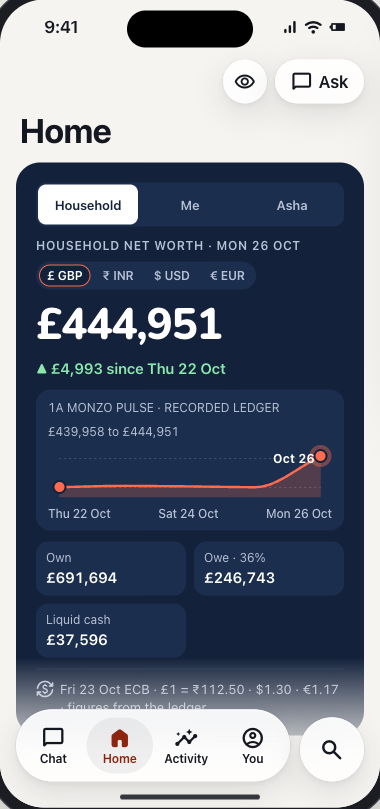 9:41
Ask
Home
Household Me Asha
HOUSEHOLD NET WORTH · MON 26 OCT
£ GBP ₹ INR $ USD € EUR
£444,951
▲ £4,993 since Thu 22 Oct
1A MONZO PULSE · RECORDED LEDGER
£439,958 to £444,951
Oct 26
Thu 22 Oct Sat 24 Oct Mon 26 Oct
Own
£691,694
Owe · 36%
£246,743
Liquid cash
£37,596
Fri 23 Oct ECB · £1 = ₹112.50 · $1.30 · €1.17
· figures from the ledger
Chat Home Activity You